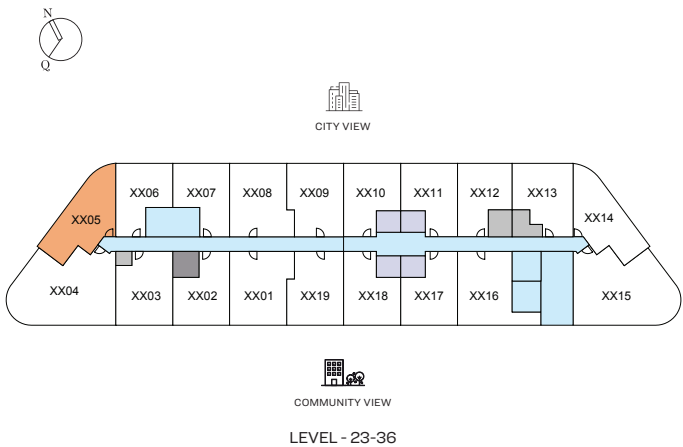 N
Q
CITY VIEW
XX06 XX07 XX08 XX09 XX10 XX11 XX12 XX13
XX05 XX14
XX04 XX03 XX02 XX01 XX19 XX18 XX17 XX16 XX15
COMMUNITY VIEW
LEVEL - 23-36